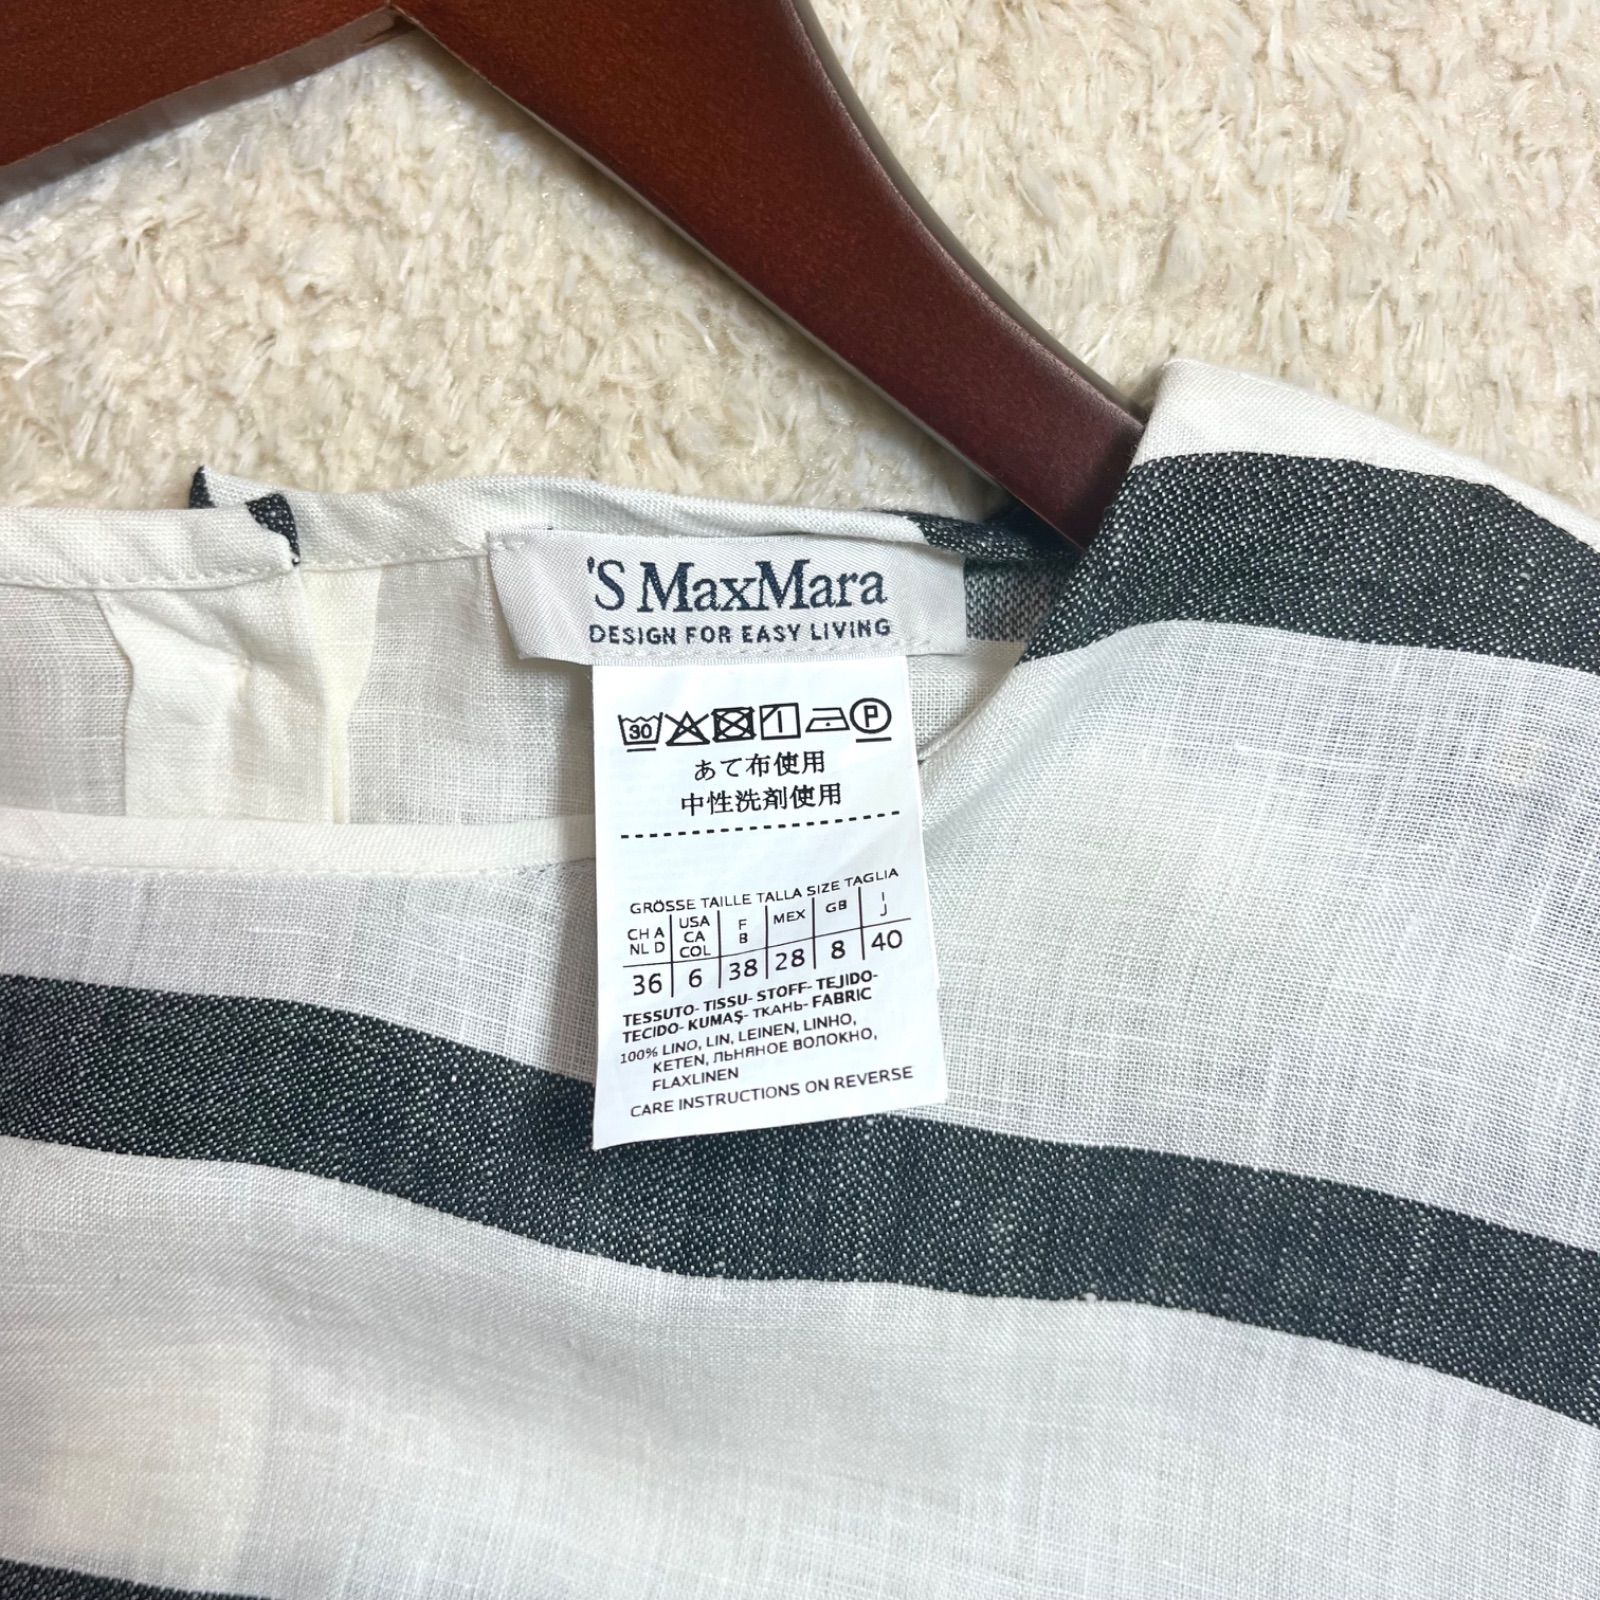 'S MaxMara
DESIGN FOR EASY LIVING
30 P
あて布使用
中性洗剤使用
GRÖSSE TAILLE TALLA SIZE TAGLIA
CH A NL D USA CA COL F B MEX GB I J
36 6 38 28 8 40
TESSUTO- TISSU- STOFF- TEJIDO-
TECIDO- KUMAŞ- ТКАНЬ- FABRIC
100% LINO, LIN, LEINEN, LINHO,
KETEN, ЛЬНЯНОЕ ВОЛОКНО,
FLAXLINEN
CARE INSTRUCTIONS ON REVERSE